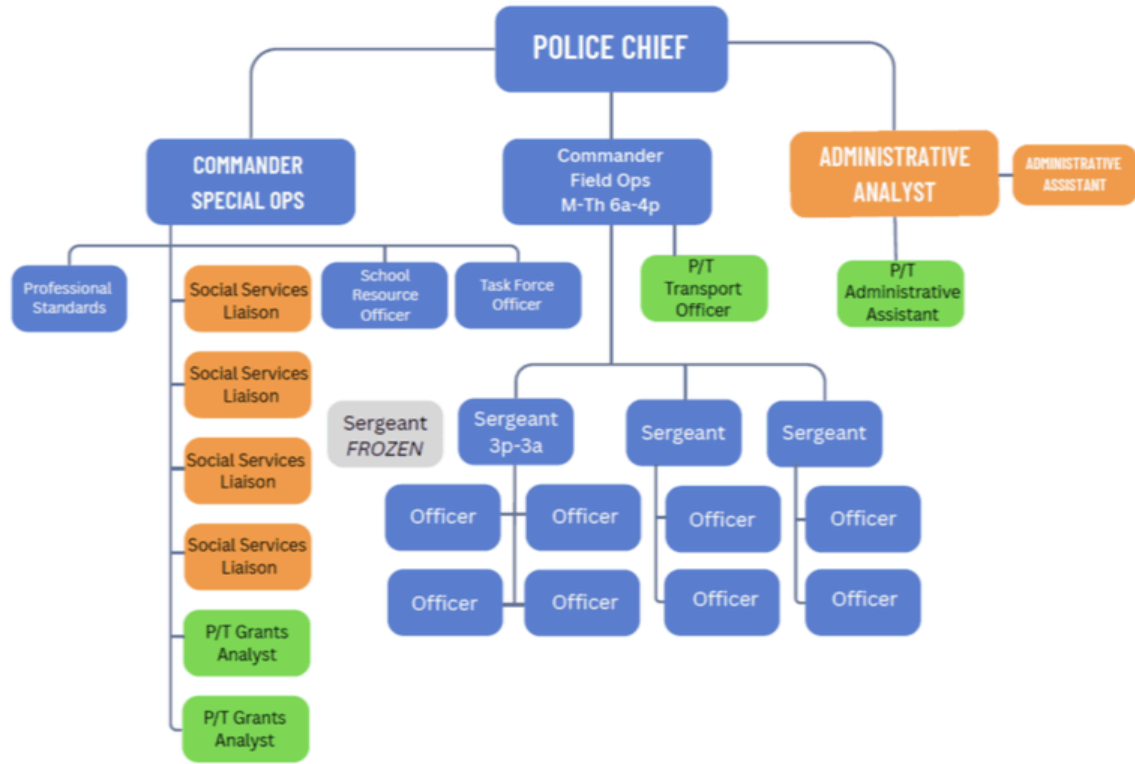 POLICE CHIEF
COMMANDER
SPECIAL OPS
Commander
Field Ops
M-Th 6a-4p
ADMINISTRATIVE
ANALYST
ADMINISTRATIVE
ASSISTANT
Professional
Standards
Social Services
Liaison
School
Resource
Officer
Task Force
Officer
P/T
Transport
Officer
P/T
Administrative
Assistant
Social Services
Liaison
Social Services
Liaison
Social Services
Liaison
P/T Grants
Analyst
P/T Grants
Analyst
Sergeant
FROZEN
Sergeant
3p-3a
Sergeant
Sergeant
Officer
Officer
Officer
Officer
Officer
Officer
Officer
Officer